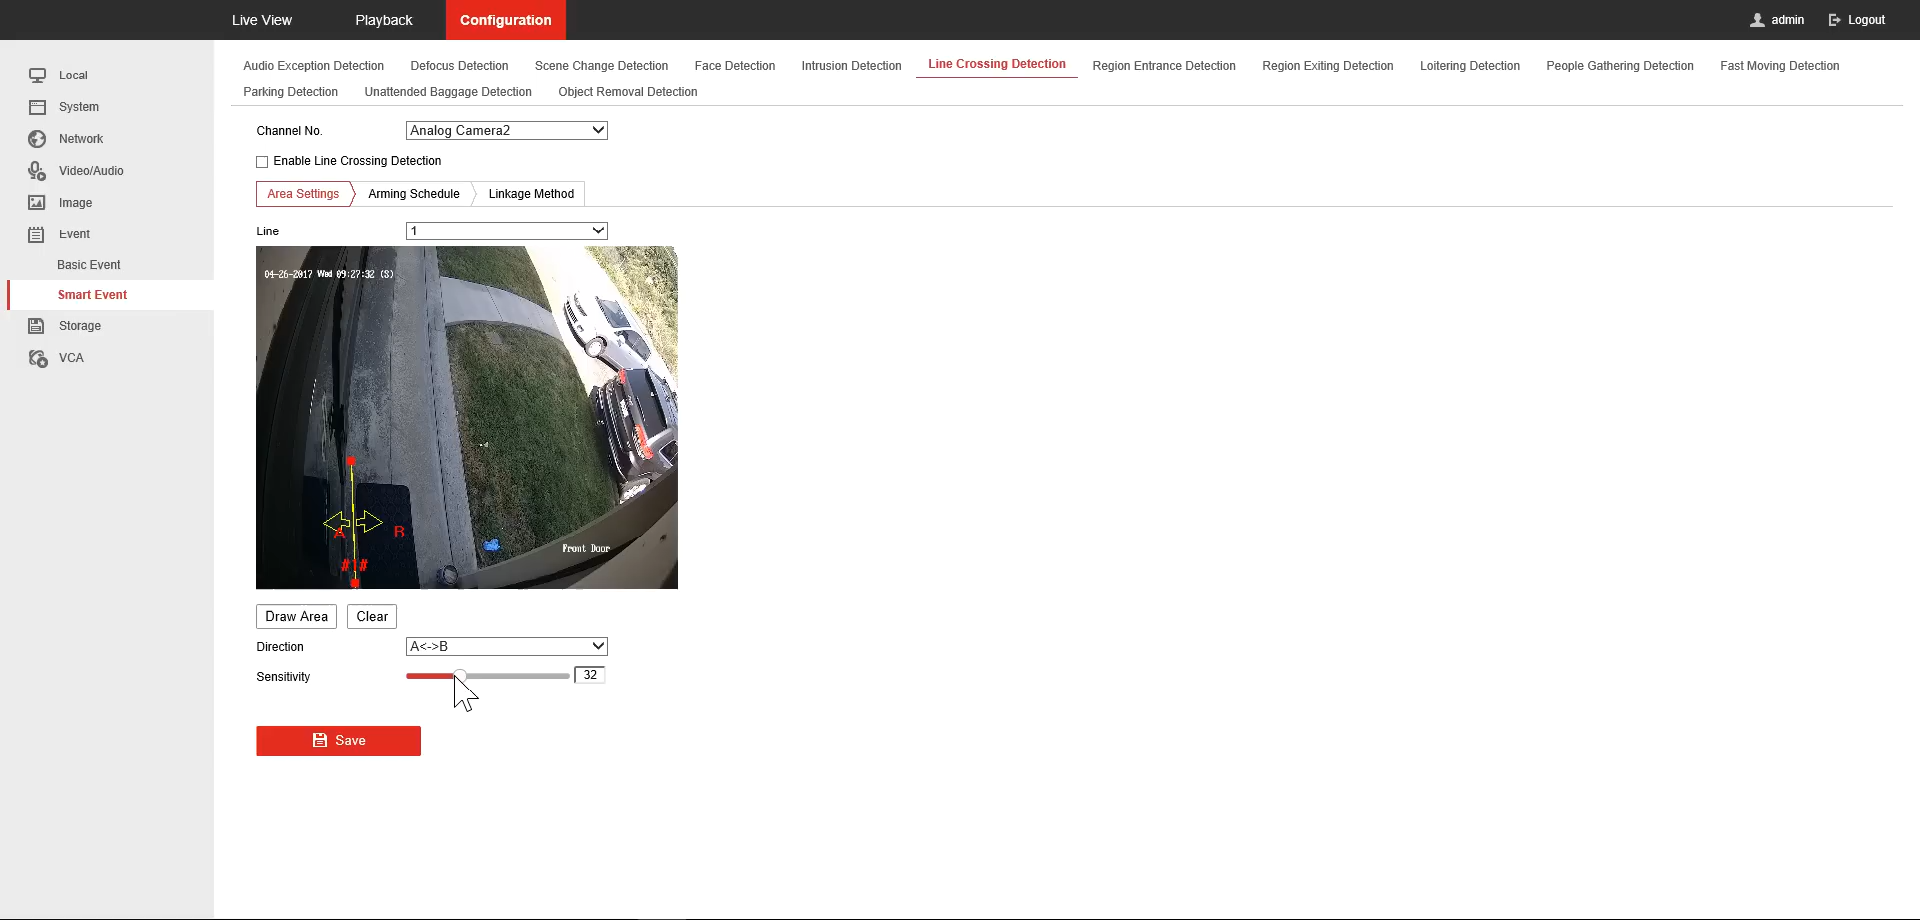 Live View Playback Configuration admin Logout
Local
System
Network
Video/Audio
Image
Event
Basic Event
Smart Event
Storage
VCA
Audio Exception Detection Defocus Detection Scene Change Detection Face Detection Intrusion Detection Line Crossing Detection Region Entrance Detection Region Exiting Detection Loitering Detection People Gathering Detection Fast Moving Detection
Parking Detection Unattended Baggage Detection Object Removal Detection
Channel No. Analog Camera2
Enable Line Crossing Detection
Area Settings Arming Schedule Linkage Method
Line 1
04-26-2017 Wed 09:27:32 (S)
A B
#1#
Front Door
Draw Area Clear
Direction A<->B
Sensitivity 32
Save